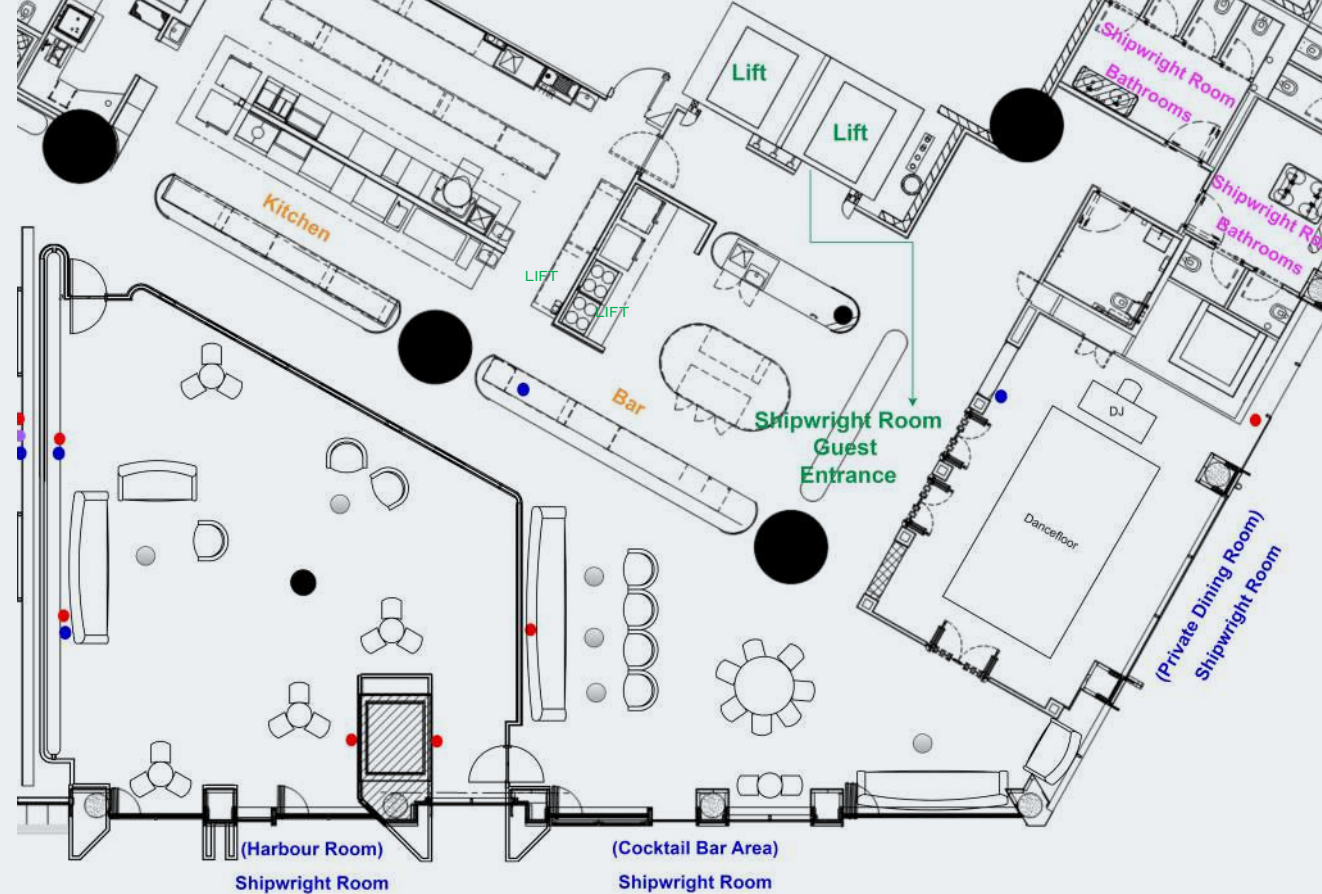 Shipwright Room
Bathrooms
Lift
Lift
Shipwright Ro
Bathrooms
Kitchen
LIFT
LIFT
Bar
Shipwright Room
Guest
Entrance
DJ
Dancefloor
(Private Dining Room)
Shipwright Room
(Harbour Room)
Shipwright Room
(Cocktail Bar Area)
Shipwright Room